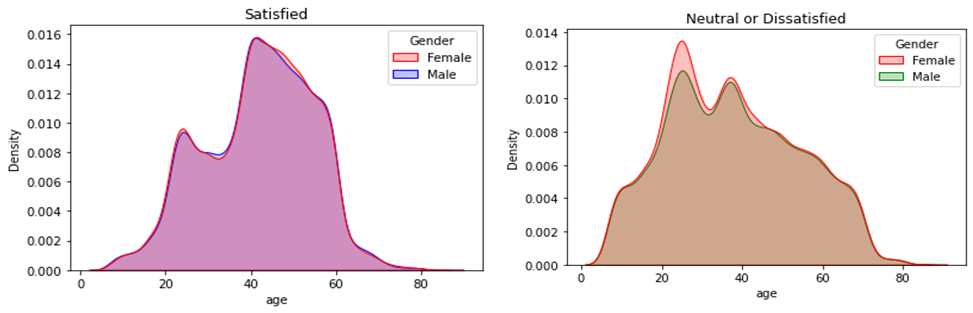 Satisfied
0.016
0.014
0.012
0.010
0.008
0.006
0.004
0.002
0.000
Density
Gender
Female
Male
0 20 40 60 80
age
Neutral or Dissatisfied
0.014
0.012
0.010
0.008
0.006
0.004
0.002
0.000
Density
Gender
Female
Male
0 20 40 60 80
age